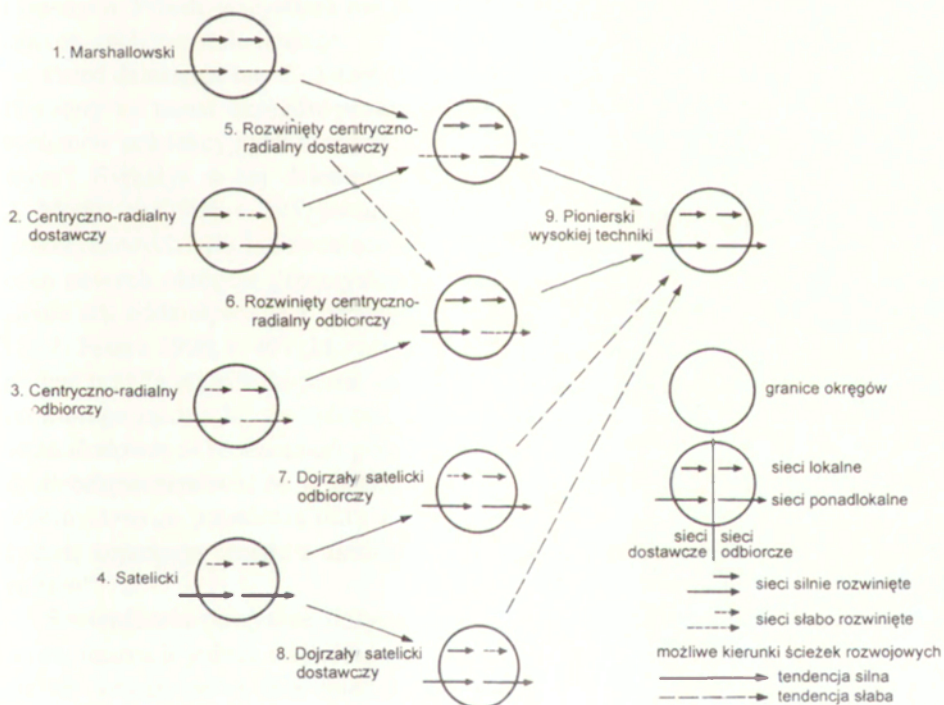 1. Marshallowski
5. Rozwinięty centryczno-
radialny dostawczy
2. Centryczno-radialny
dostawczy
9. Pionierski
wysokiej techniki
6. Rozwinięty centryczno-
radialny odbiorczy
3. Centryczno-radialny
odbiorczy
7. Dojrzały satelicki
odbiorczy
4. Satelicki
8. Dojrzały satelicki
dostawczy
granice okręgów
sieci lokalne
sieci ponadlokalne
sieci
dostawcze
sieci
odbiorcze
sieci silnie rozwinięte
sieci słabo rozwinięte
możliwe kierunki ścieżek rozwojowych
tendencja silna
tendencja słaba